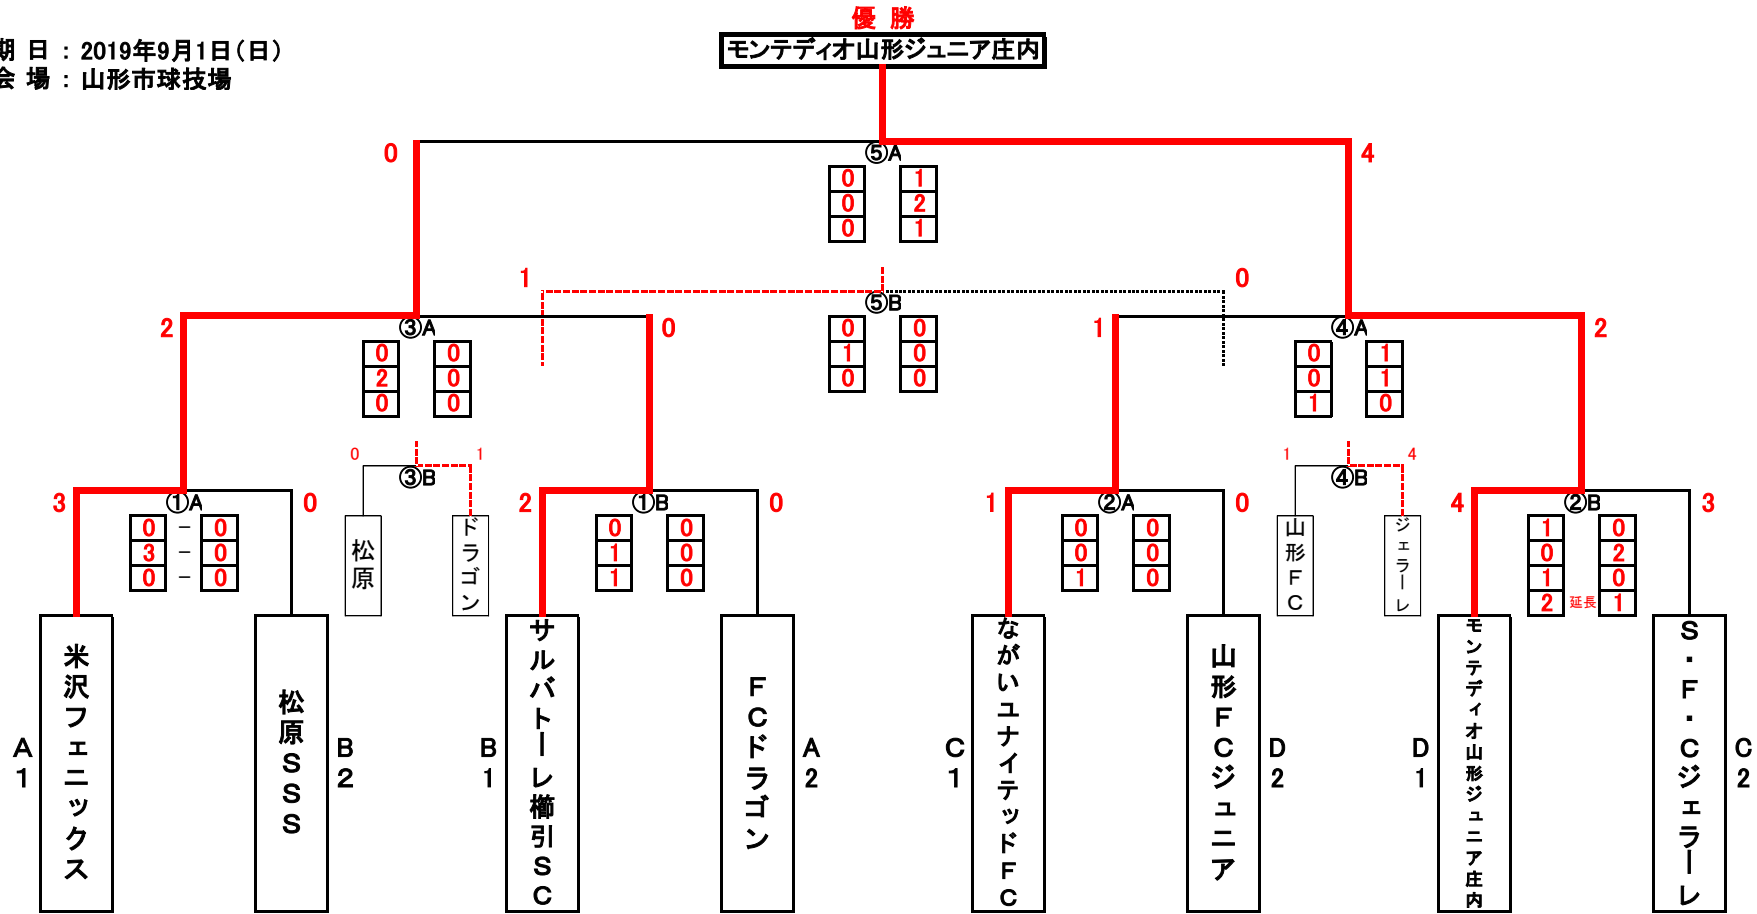 優 勝
モンテディオ山形ジュニア庄内
期 日 : 2019年9月1日(日)
会 場 : 山形市球技場
0 4
⑤A
0 1
0 2
0 1
1 0
⑤B
0 0
1 0
0 0
2 0
③A
0 0
2 0
0 0
1 2
④A
0 1
0 1
1 0
0 1
③B
松原
ドラゴン
1 4
④B
山形FC
ジェラーレ
3 0
①A
0 - 0
3 - 0
0 - 0
2 0
①B
0 0
1 0
1 0
1 0
②A
0 0
0 0
1 0
4 3
②B
1 0
0 2
1 0
2 延長 1
A1
米沢フェニックス
松原SSS
B2
B1
サルバトーレ櫛引SC
FCドラゴン
A2
C1
ながいユナイテッドFC
山形FCジュニア
D2
D1
モンテディオ山形ジュニア庄内
S・F・Cジェラーレ
C2